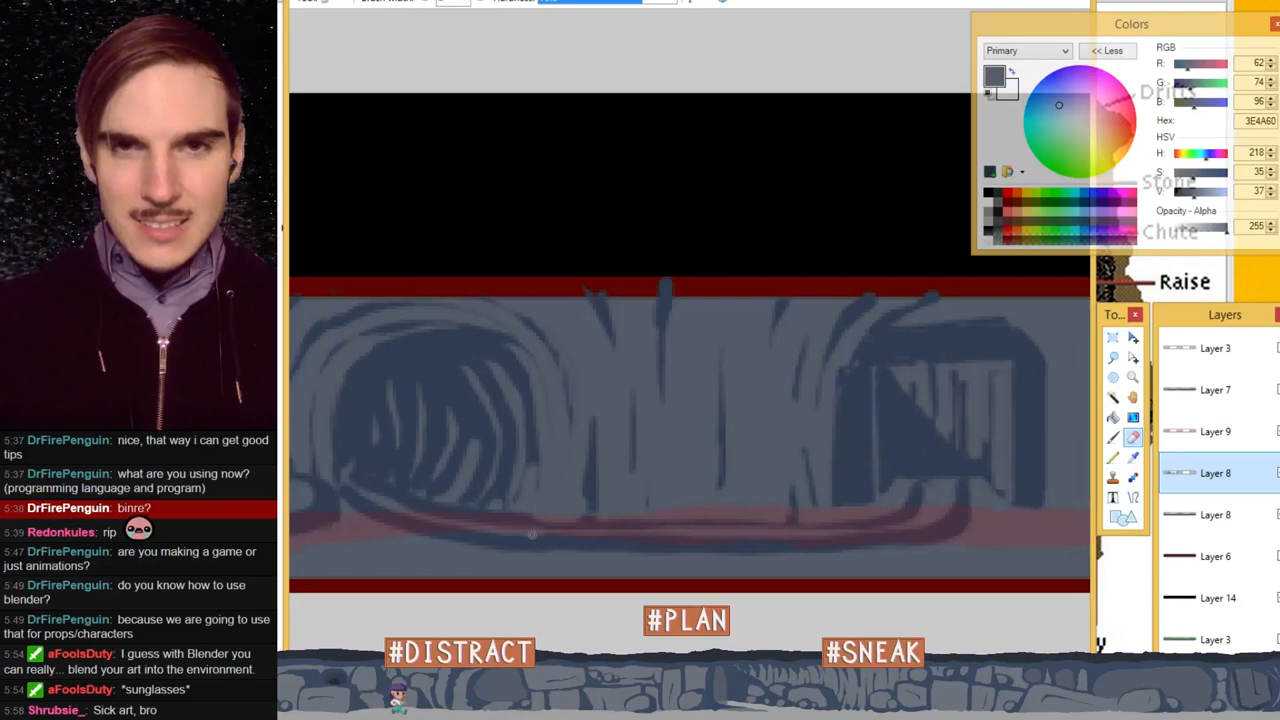 Colors
Primary
<< Less
RGB
R: 62
G: 74
B: 96
Hex: 3E4A60
HSV
H: 218
S: 35
V: 37
Opacity - Alpha
255
Drifts
Stone
Chute
Raise
To...
Layers
Layer 3
Layer 7
Layer 9
Layer 8
Layer 8
Layer 6
Layer 14
Layer 3
5:37 DrFirePenguin: nice, that way i can get good
tips
5:37 DrFirePenguin: what are you using now?
(programming language and program)
5:38 DrFirePenguin: binre?
5:39 Redonkules: rip
5:47 DrFirePenguin: are you making a game or
just animations?
5:49 DrFirePenguin: do you know how to use
blender?
5:49 DrFirePenguin: because we are going to use
that for props/characters
5:54 aFoolsDuty: I guess with Blender you
can really... blend your art into the environment.
5:54 aFoolsDuty: *sunglasses*
5:58 Shrubsie_: Sick art, bro
#PLAN
#DISTRACT
#SNEAK